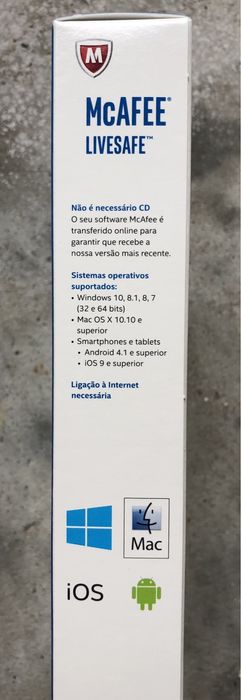 M
McAFEE®
LIVESAFE™
Não é necessário CD
O seu software McAfee é
transferido online para
garantir que recebe a
nossa versão mais recente.
Sistemas operativos
suportados:
• Windows 10, 8.1, 8, 7
(32 e 64 bits)
• Mac OS X 10.10 e
superior
• Smartphones e tablets
• Android 4.1 e superior
• iOS 9 e superior
Ligação à Internet
necessária
Mac
iOS